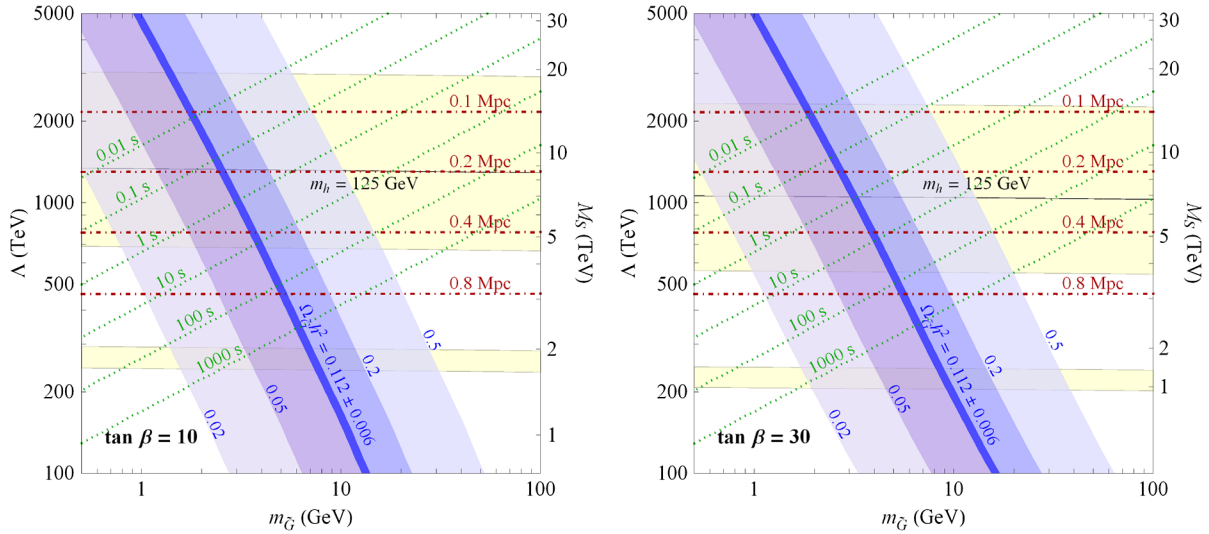 5000
2000
1000
500
200
100
Λ (TeV)
30
20
10
5
2
1
M_S (TeV)
0.1 Mpc
0.2 Mpc
m_h = 125 GeV
0.4 Mpc
0.8 Mpc
0.01 s
0.1 s
1 s
10 s
100 s
1000 s
0.02
0.05
Ω_G̃ h² = 0.112 ± 0.006
0.2
0.5
tan β = 10
1
10
100
m_G̃ (GeV)
5000
2000
1000
500
200
100
Λ (TeV)
30
20
10
5
2
1
M_S (TeV)
0.1 Mpc
0.2 Mpc
m_h = 125 GeV
0.4 Mpc
0.8 Mpc
0.01 s
0.1 s
1 s
10 s
100 s
1000 s
0.02
0.05
Ω_G̃ h² = 0.112 ± 0.006
0.2
0.5
tan β = 30
1
10
100
m_G̃ (GeV)